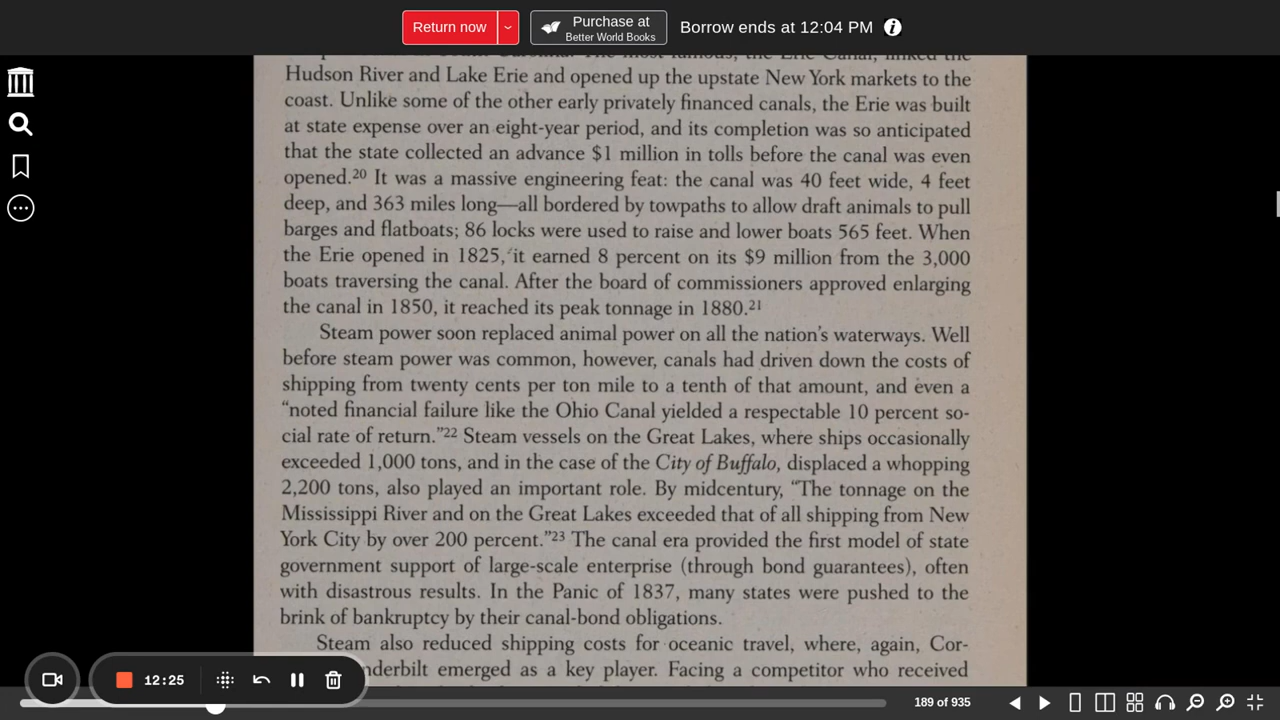 Return now
Purchase at
Better World Books
Borrow ends at 12:04 PM
Hudson River and Lake Erie and opened up the upstate New York markets to the
coast. Unlike some of the other early privately financed canals, the Erie was built
at state expense over an eight-year period, and its completion was so anticipated
that the state collected an advance $1 million in tolls before the canal was even
opened.²⁰ It was a massive engineering feat: the canal was 40 feet wide, 4 feet
deep, and 363 miles long—all bordered by towpaths to allow draft animals to pull
barges and flatboats; 86 locks were used to raise and lower boats 565 feet. When
the Erie opened in 1825, it earned 8 percent on its $9 million from the 3,000
boats traversing the canal. After the board of commissioners approved enlarging
the canal in 1850, it reached its peak tonnage in 1880.²¹
Steam power soon replaced animal power on all the nation's waterways. Well
before steam power was common, however, canals had driven down the costs of
shipping from twenty cents per ton mile to a tenth of that amount, and even a
“noted financial failure like the Ohio Canal yielded a respectable 10 percent so-
cial rate of return.”²² Steam vessels on the Great Lakes, where ships occasionally
exceeded 1,000 tons, and in the case of the City of Buffalo, displaced a whopping
2,200 tons, also played an important role. By midcentury, “The tonnage on the
Mississippi River and on the Great Lakes exceeded that of all shipping from New
York City by over 200 percent.”²³ The canal era provided the first model of state
government support of large-scale enterprise (through bond guarantees), often
with disastrous results. In the Panic of 1837, many states were pushed to the
brink of bankruptcy by their canal-bond obligations.
Steam also reduced shipping costs for oceanic travel, where, again, Cor-
nderbilt emerged as a key player. Facing a competitor who received
12:25
189 of 935